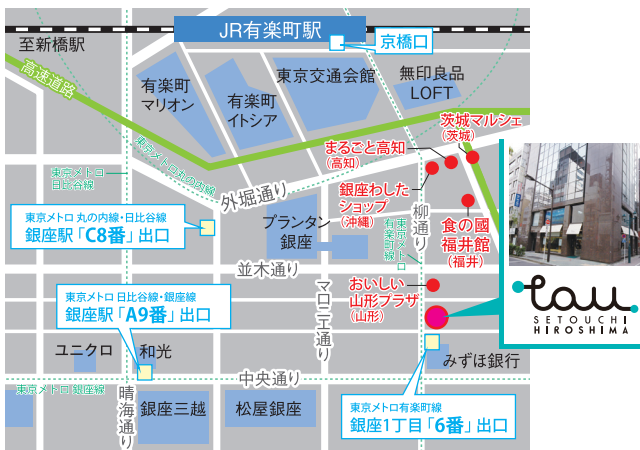 JR有楽町駅
至新橋駅
京橋口
高速道路
有楽町
マリオン
有楽町
イトシア
東京交通会館
無印良品
LOFT
茨城マルシェ
(茨城)
まるごと高知
(高知)
東京メトロ丸の内線
東京メトロ
日比谷線
外堀通り
銀座わした
ショップ
(沖縄)
柳通り
東京メトロ
有楽町線
食の國
福井館
(福井)
東京メトロ 丸の内線・日比谷線
銀座駅「C8番」出口
プランタン
銀座
並木通り
マロニエ通り
おいしい
山形プラザ
(山形)
tau
SETOUCHI
HIROSHIMA
東京メトロ 日比谷線・銀座線
銀座駅「A9番」出口
ユニクロ
和光
みずほ銀行
中央通り
東京メトロ 銀座線
晴海通り
銀座三越
松屋銀座
東京メトロ有楽町線
銀座1丁目「6番」出口